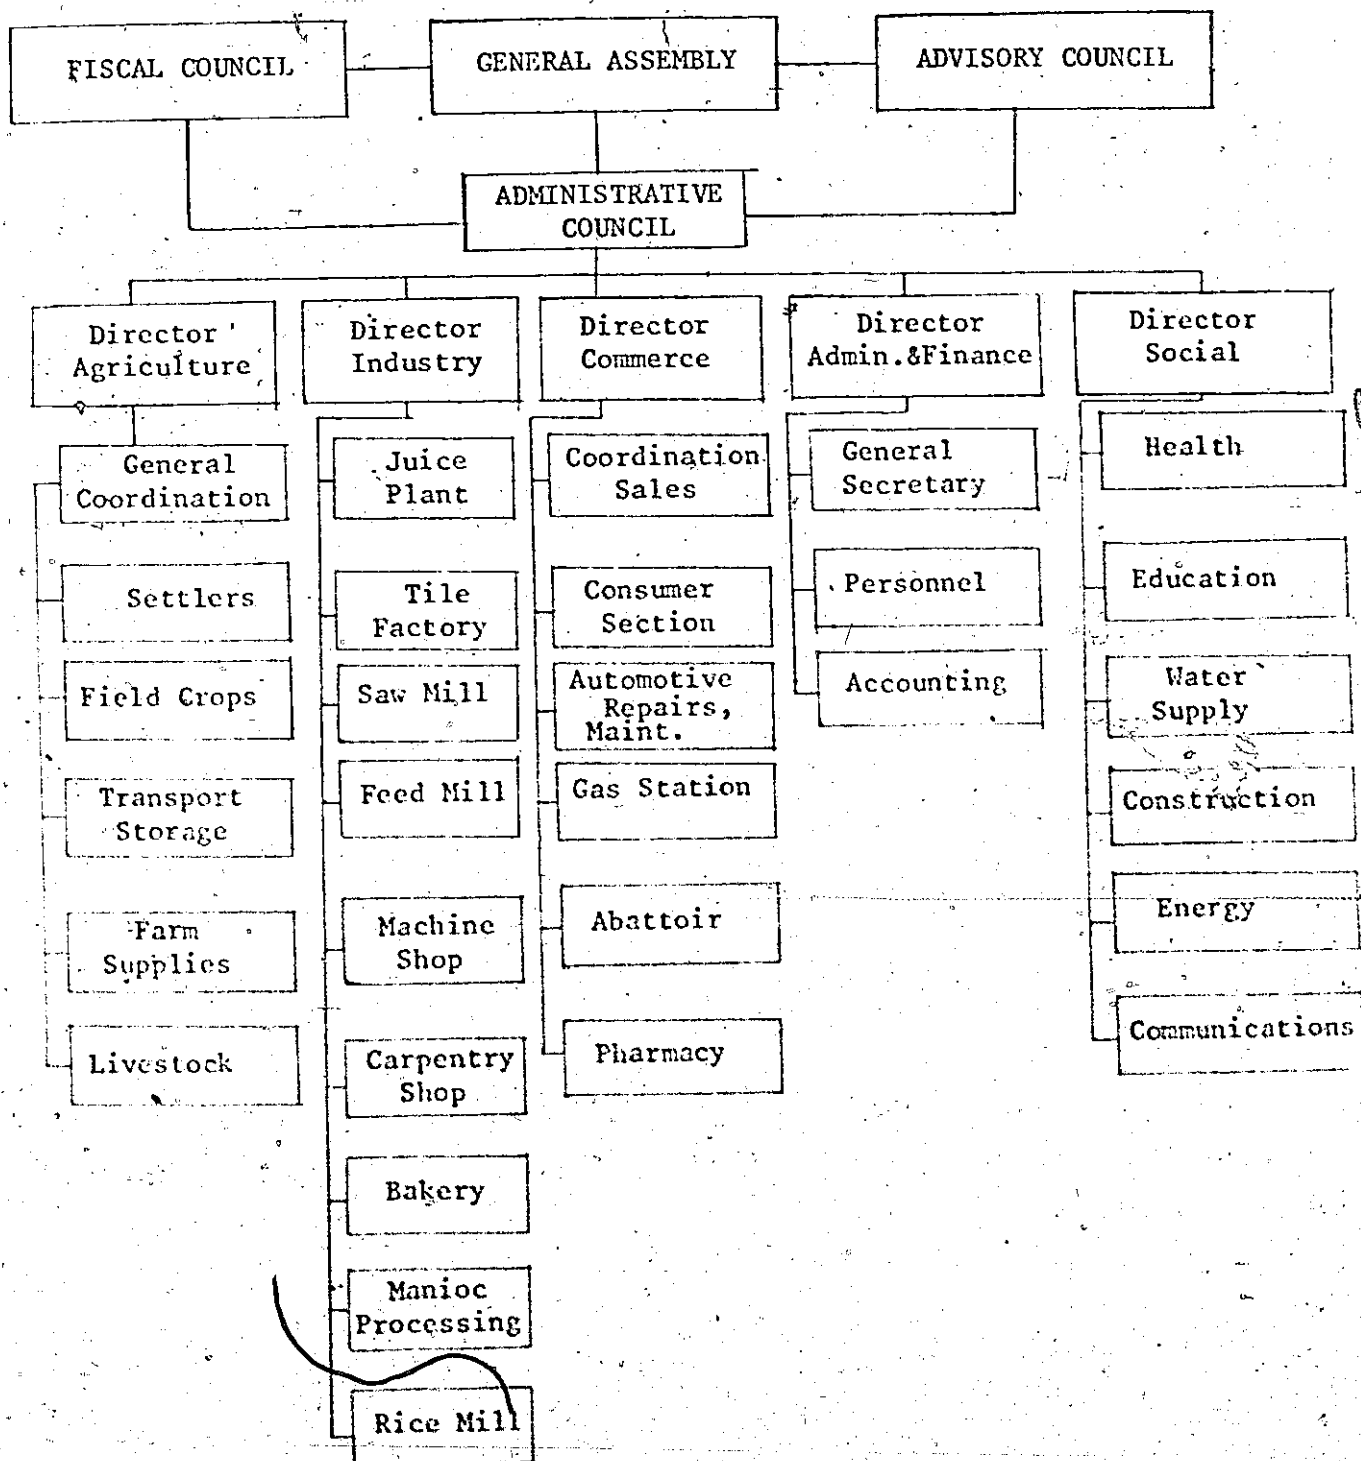 FISCAL COUNCIL
GENERAL ASSEMBLY
ADVISORY COUNCIL
ADMINISTRATIVE
COUNCIL
Director
Agriculture
General
Coordination
Settlers
Field Crops
Transport
Storage
Farm
Supplies
Livestock
Director
Industry
Juice
Plant
Tile
Factory
Saw Mill
Feed Mill
Machine
Shop
Carpentry
Shop
Bakery
Manioc
Processing
Rice Mill
Director
Commerce
Coordination
Sales
Consumer
Section
Automotive
Repairs,
Maint.
Gas Station
Abattoir
Pharmacy
Director
Admin.&Finance
General
Secretary
Personnel
Accounting
Director
Social
Health
Education
Water
Supply
Construction
Energy
Communications